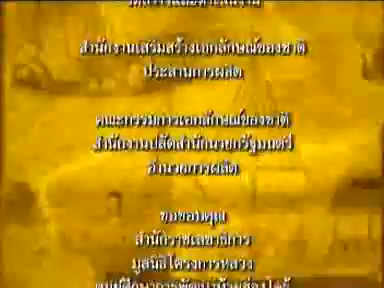 สำนักงานเสริมสร้างเอกลักษณ์ของชาติ
ประสานการผลิต
คณะกรรมการเอกลักษณ์ของชาติ
สำนักงานปลัดสำนักนายกรัฐมนตรี
อำนวยการผลิต
ขอขอบคุณ
สำนักราชเลขาธิการ
มูลนิธิโครงการหลวง